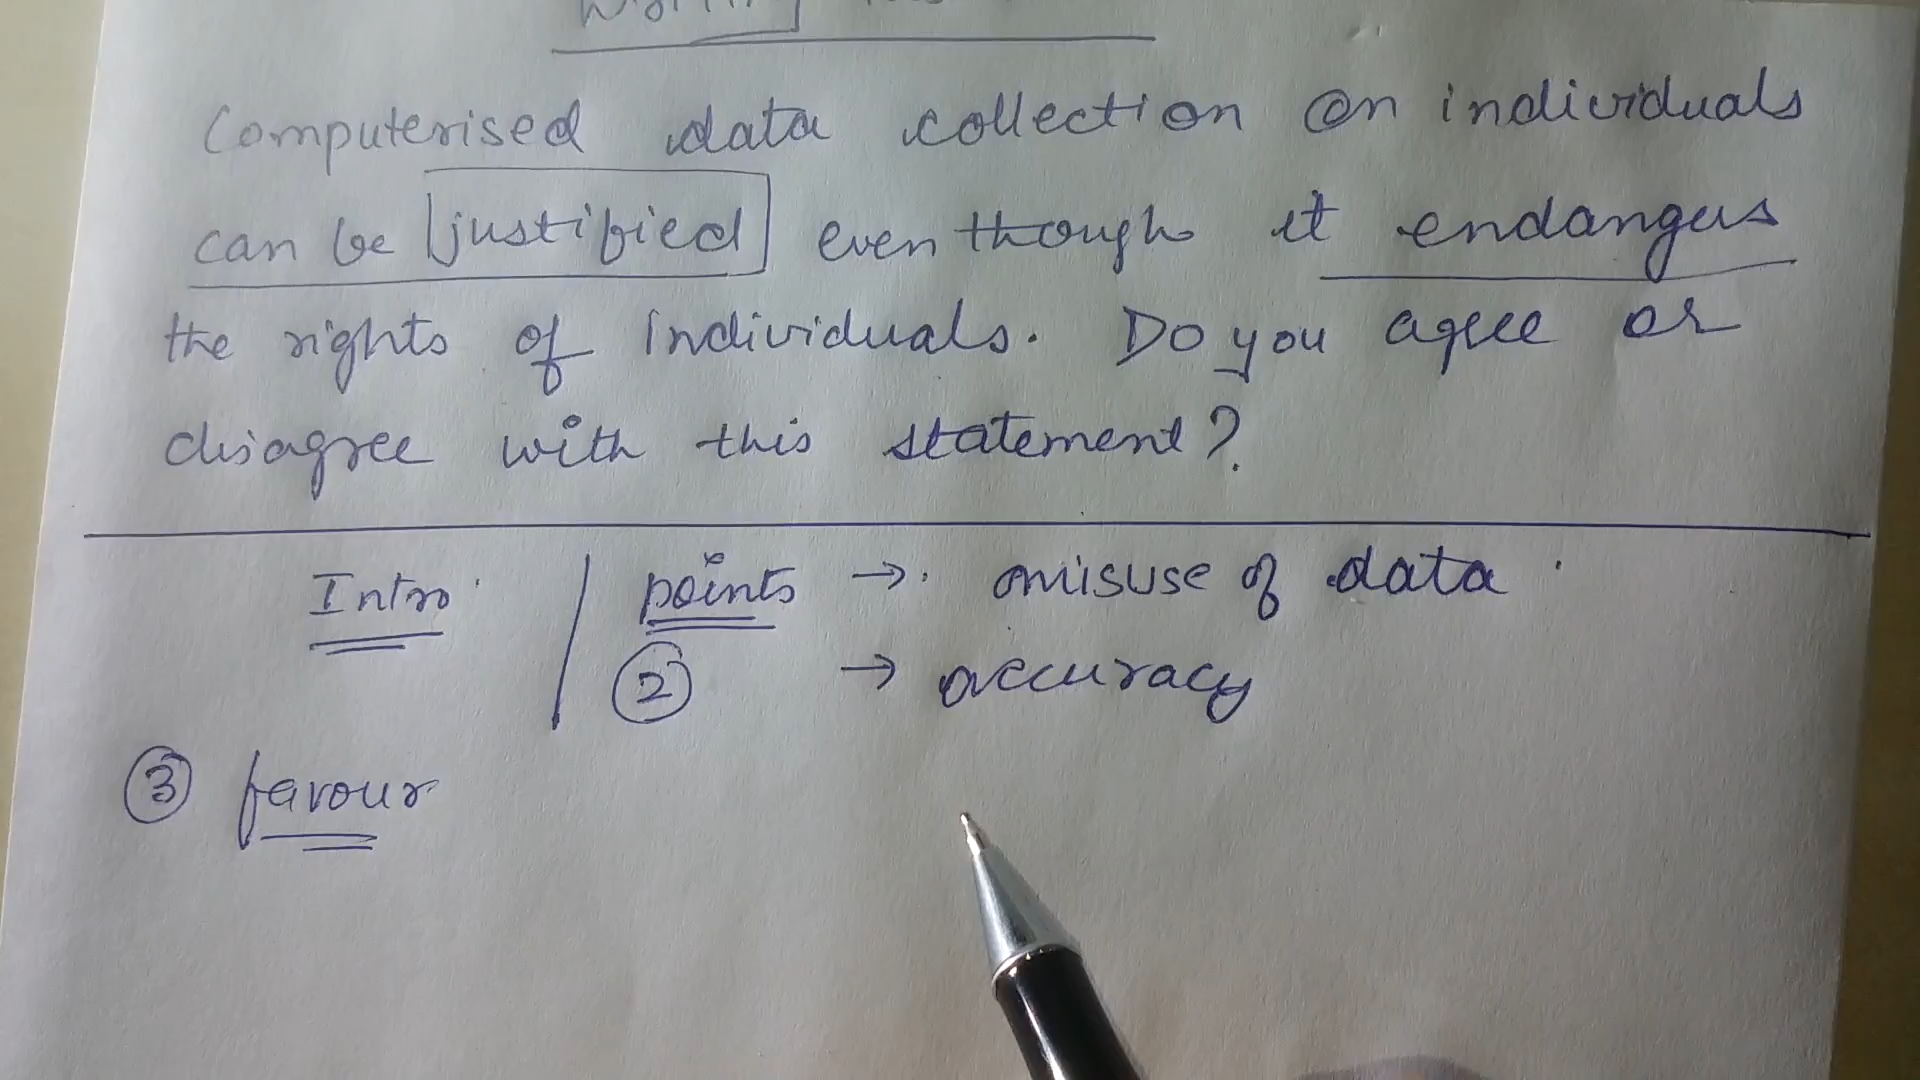 Computerised data collection on individuals
can be justified even though it endangers
the rights of individuals. Do you agree or
disagree with this statement?
Intro / points → misuse of data
② → accuracy
③ favour